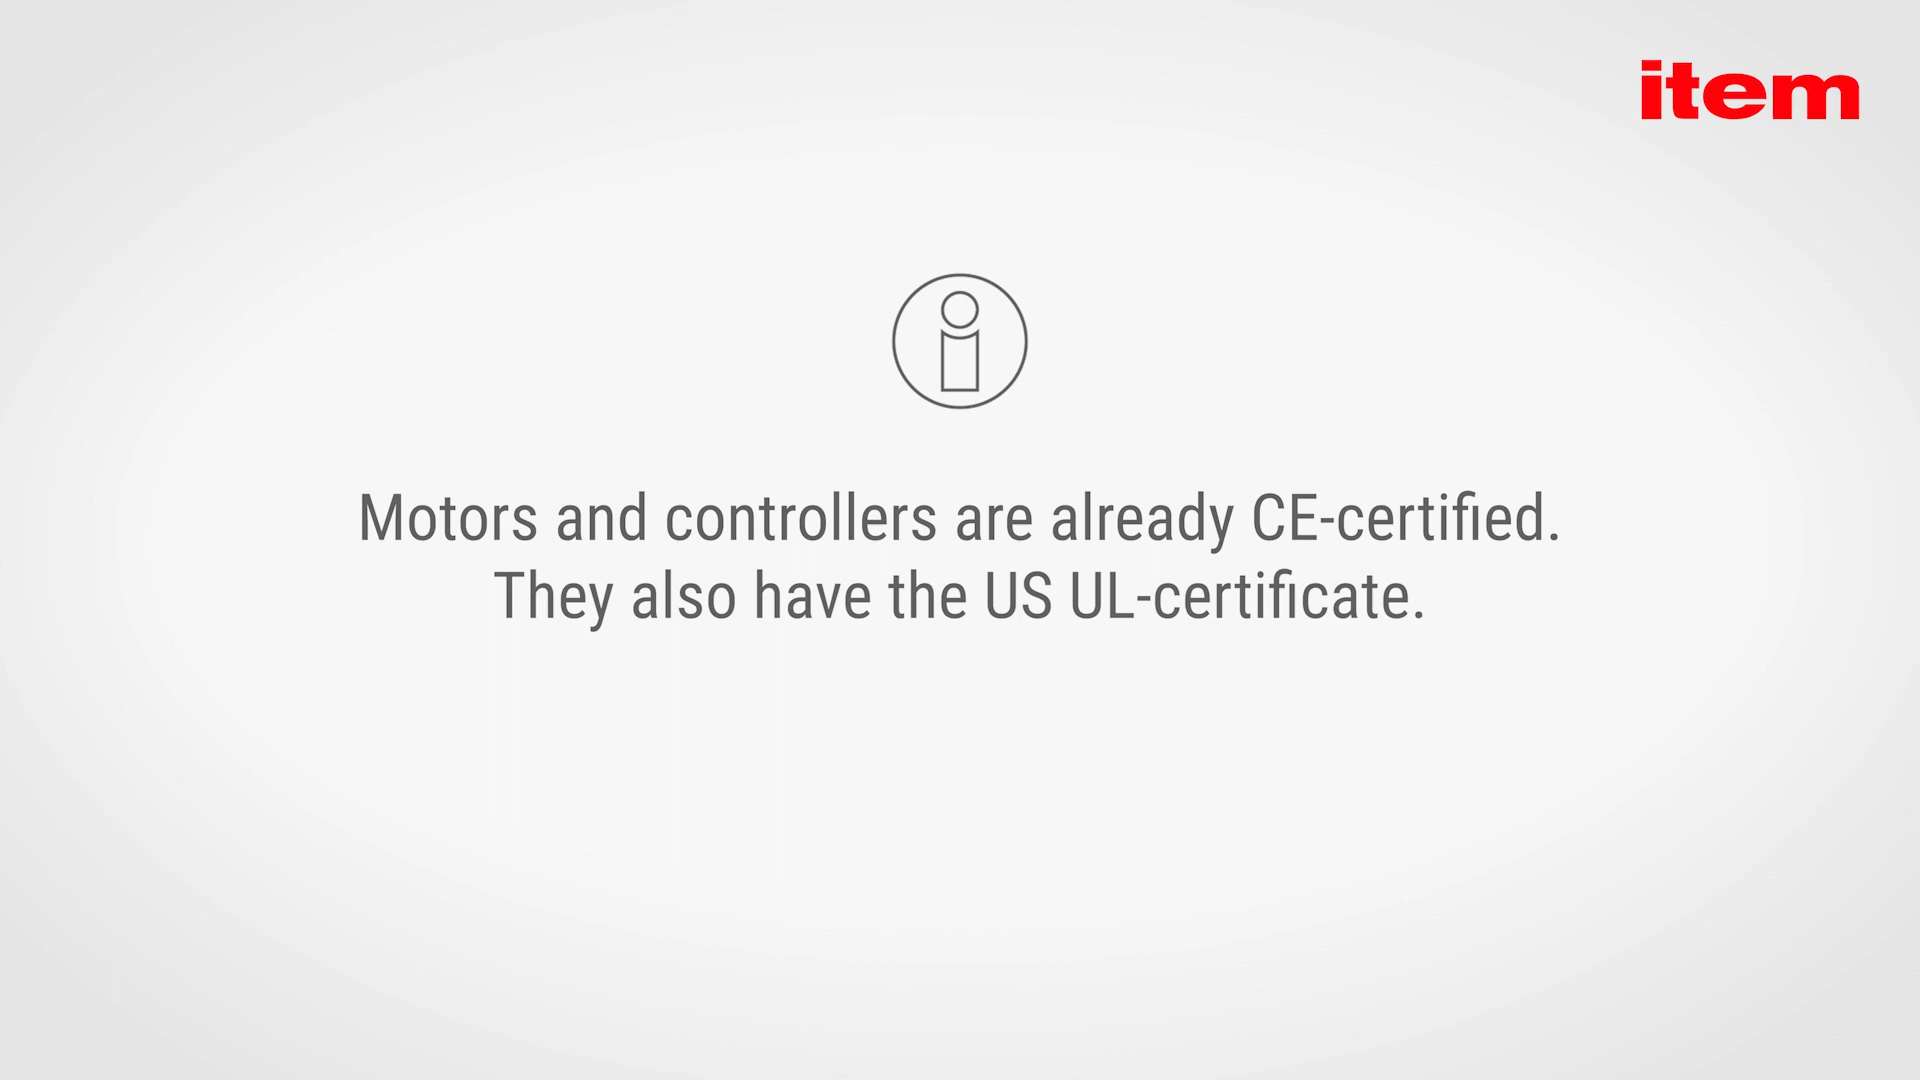 item
Motors and controllers are already CE-certified.
They also have the US UL-certificate.